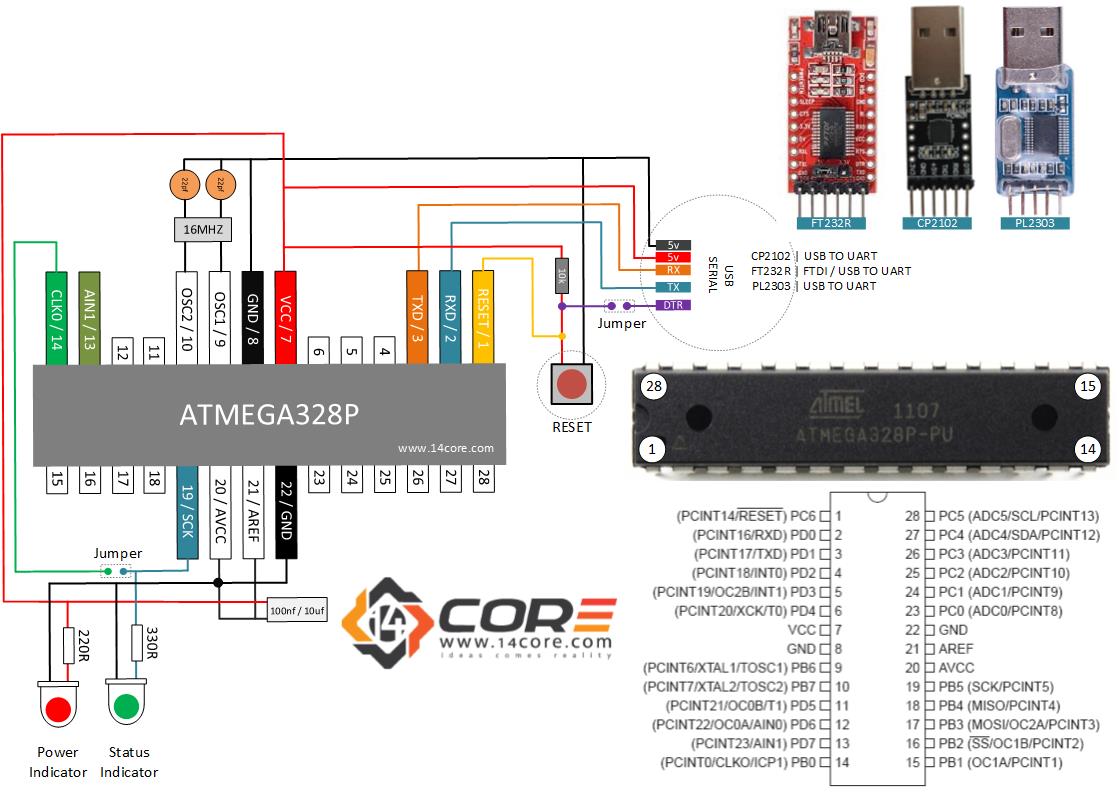 FT232R
CP2102
PL2303
22pf
22pf
16MHZ
5v
5v
RX
TX
DTR
USB
SERIAL
CP2102 | USB TO UART
FT232R | FTDI / USB TO UART
PL2303 | USB TO UART
10k
Jumper
RESET
CLK0 / 14
AIN1 / 13
12
11
OSC2 / 10
OSC1 / 9
GND / 8
VCC / 7
6
5
4
TXD / 3
RXD / 2
RESET / 1
ATMEGA328P
www.14core.com
15
16
17
18
19 / SCK
20 / AVCC
21 / AREF
22 / GND
23
24
25
26
27
28
Jumper
100nf / 10uf
220R
330R
Power
Indicator
Status
Indicator
14 CORE
www.14core.com
ideas comes reality
28
15
ATMEL 1107
ATMEGA328P-PU
1
14
(PCINT14/RESET) PC6 1 28 PC5 (ADC5/SCL/PCINT13)
(PCINT16/RXD) PD0 2 27 PC4 (ADC4/SDA/PCINT12)
(PCINT17/TXD) PD1 3 26 PC3 (ADC3/PCINT11)
(PCINT18/INT0) PD2 4 25 PC2 (ADC2/PCINT10)
(PCINT19/OC2B/INT1) PD3 5 24 PC1 (ADC1/PCINT9)
(PCINT20/XCK/T0) PD4 6 23 PC0 (ADC0/PCINT8)
VCC 7 22 GND
GND 8 21 AREF
(PCINT6/XTAL1/TOSC1) PB6 9 20 AVCC
(PCINT7/XTAL2/TOSC2) PB7 10 19 PB5 (SCK/PCINT5)
(PCINT21/OC0B/T1) PD5 11 18 PB4 (MISO/PCINT4)
(PCINT22/OC0A/AIN0) PD6 12 17 PB3 (MOSI/OC2A/PCINT3)
(PCINT23/AIN1) PD7 13 16 PB2 (SS/OC1B/PCINT2)
(PCINT0/CLKO/ICP1) PB0 14 15 PB1 (OC1A/PCINT1)